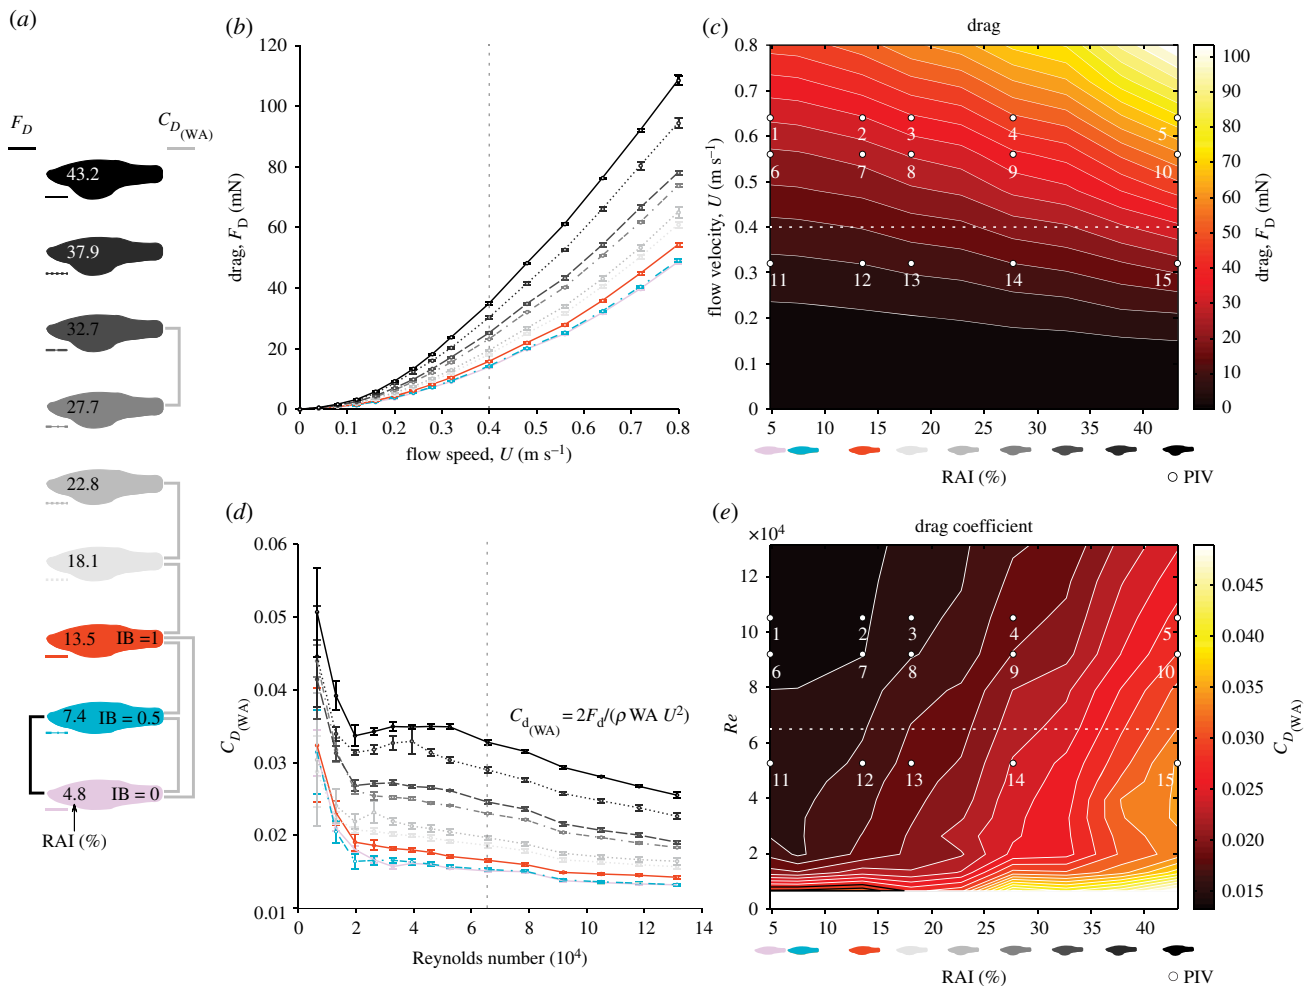 (a)
F_D
C_D(WA)
43.2
37.9
32.7
27.7
22.8
18.1
13.5 IB = 1
7.4 IB = 0.5
4.8 IB = 0
RAI (%)
(b)
120
100
80
60
40
20
0
drag, F_D (mN)
0 0.1 0.2 0.3 0.4 0.5 0.6 0.7 0.8
flow speed, U (m s⁻¹)
(c)
drag
0.8
0.7
0.6
0.5
0.4
0.3
0.2
0.1
0
flow velocity, U (m s⁻¹)
1 2 3 4 5
6 7 8 9 10
11 12 13 14 15
5 10 15 20 25 30 35 40
RAI (%)
PIV
100
90
80
70
60
50
40
30
20
10
0
drag, F_D (mN)
(d)
0.06
0.05
0.04
0.03
0.02
0.01
C_D(WA)
C_d(WA) = 2F_d/(ρ WA U²)
0 2 4 6 8 10 12 14
Reynolds number (10⁴)
(e)
drag coefficient
×10⁴
12
10
8
6
4
2
0
Re
1 2 3 4 5
6 7 8 9 10
11 12 13 14 15
5 10 15 20 25 30 35 40
RAI (%)
PIV
0.045
0.040
0.035
0.030
0.025
0.020
0.015
C_D(WA)